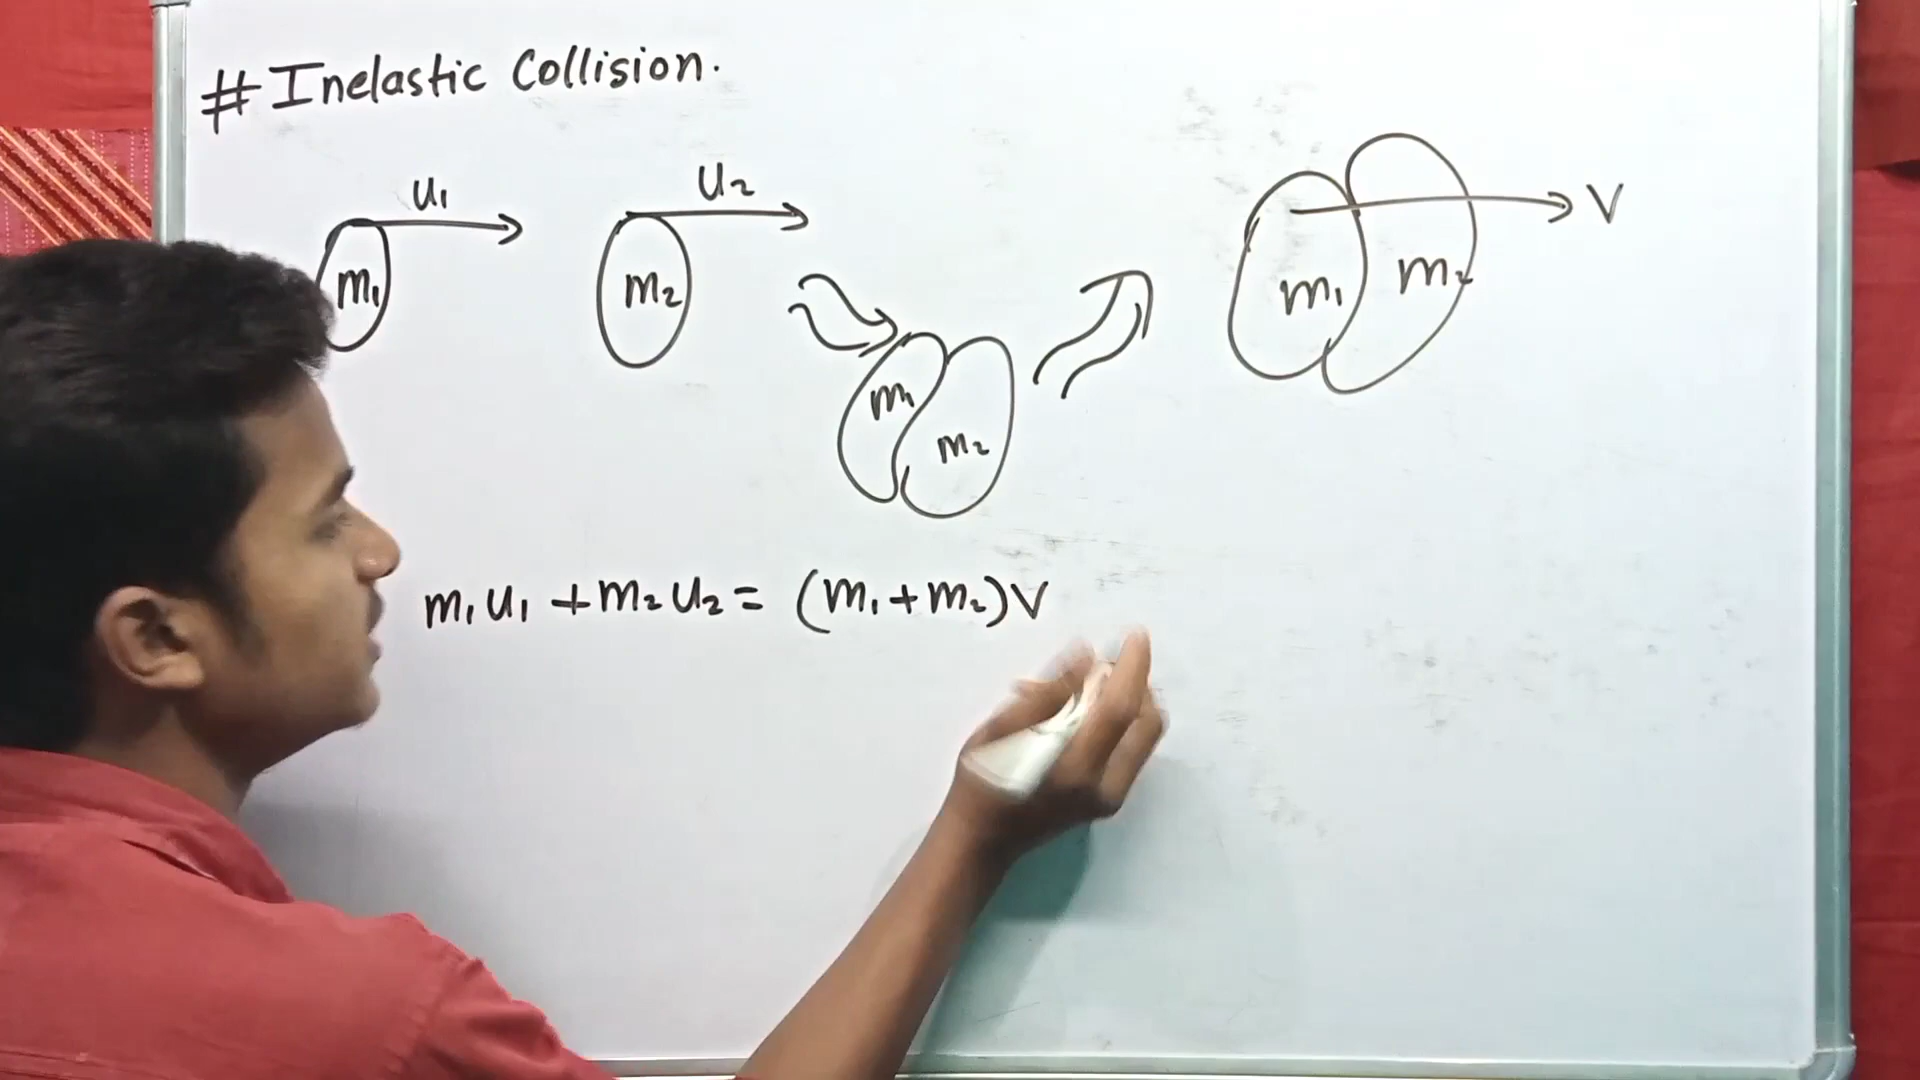 # Inelastic Collision.
u₁ u₂ v
m₁ m₂ m₁ m₂
m₁ m₂
m₁u₁ + m₂u₂ = (m₁+m₂)v